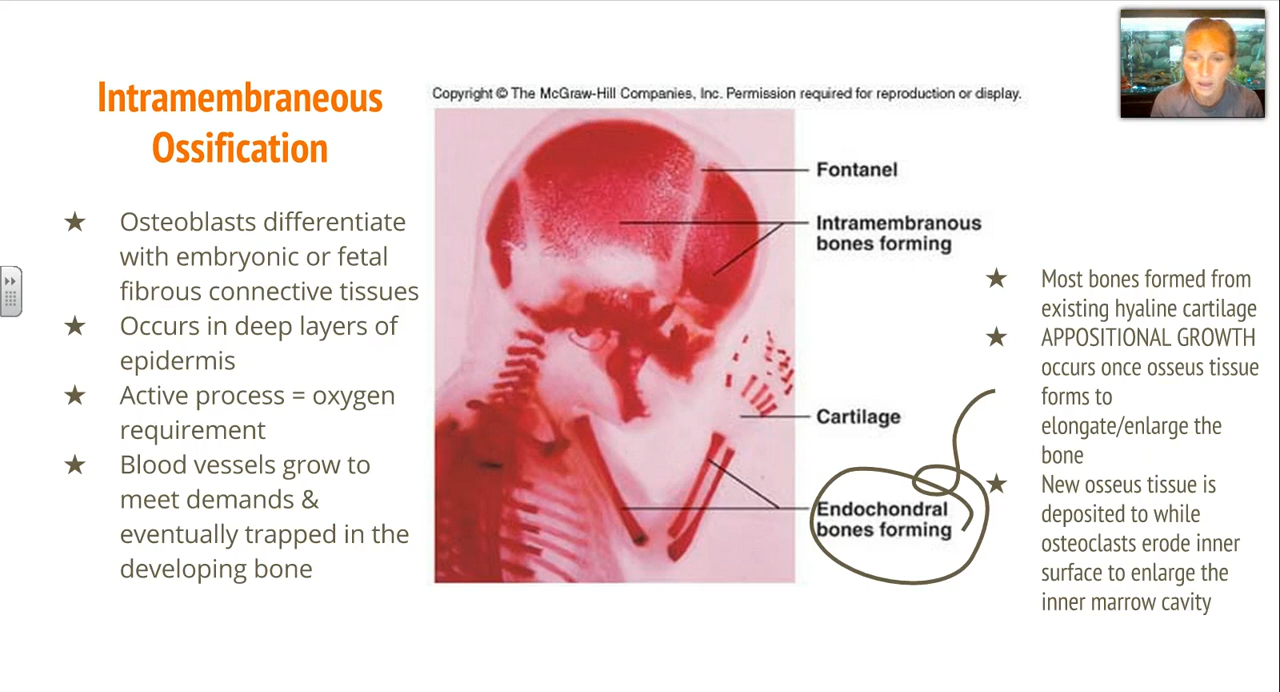 Intramembraneous
Ossification
★ Osteoblasts differentiate
with embryonic or fetal
fibrous connective tissues
★ Occurs in deep layers of
epidermis
★ Active process = oxygen
requirement
★ Blood vessels grow to
meet demands &
eventually trapped in the
developing bone
Copyright © The McGraw-Hill Companies, Inc. Permission required for reproduction or display.
Fontanel
Intramembranous
bones forming
Cartilage
Endochondral
bones forming
★ Most bones formed from
existing hyaline cartilage
★ APPOSITIONAL GROWTH
occurs once osseus tissue
forms to
elongate/enlarge the
bone
★ New osseus tissue is
deposited to while
osteoclasts erode inner
surface to enlarge the
inner marrow cavity